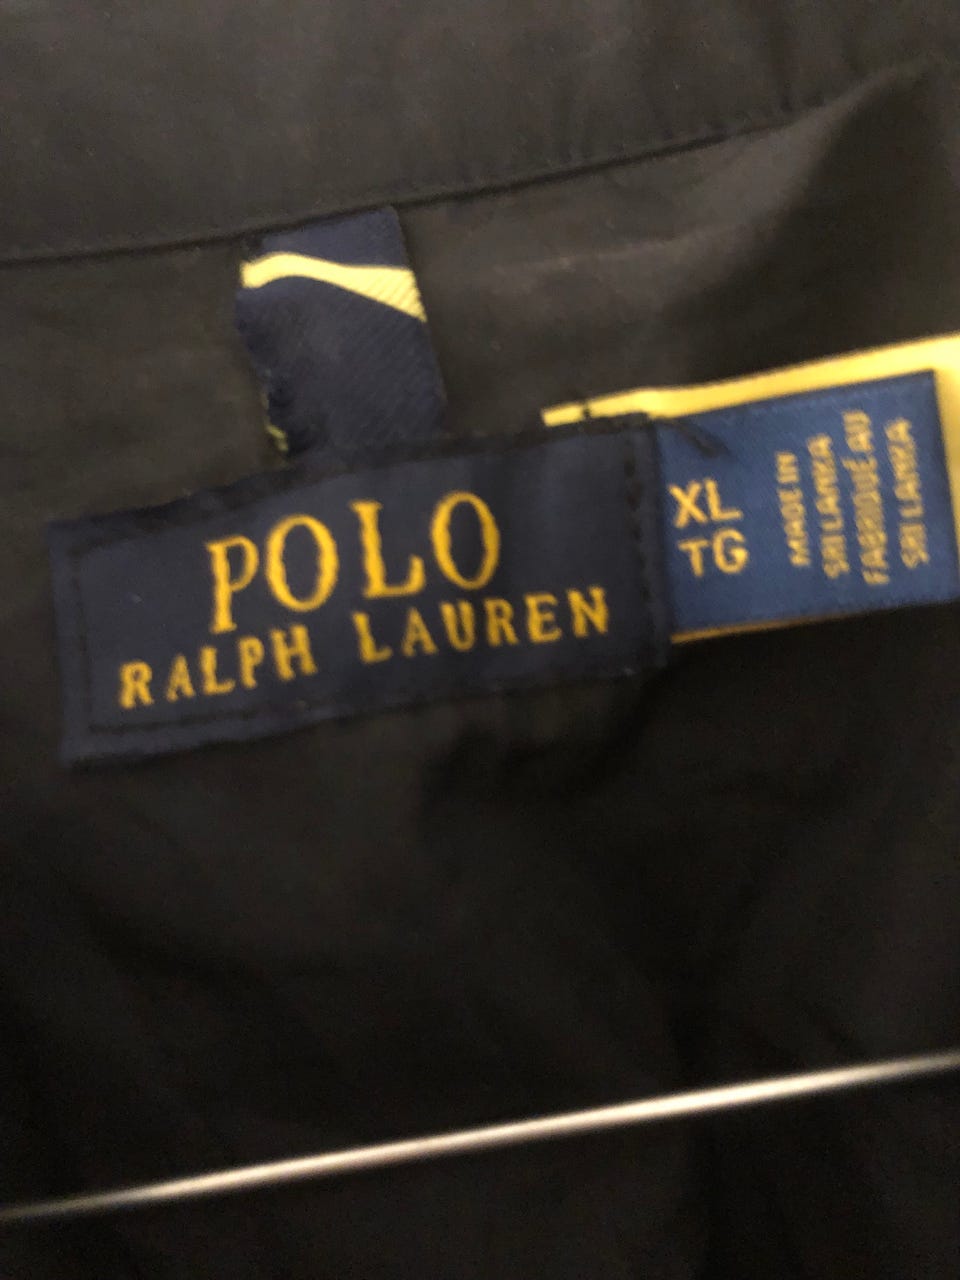 POLO
RALPH LAUREN
XL
TG
MADE IN
SRI LANKA
FABRIQUÉ AU
SRI LANKA